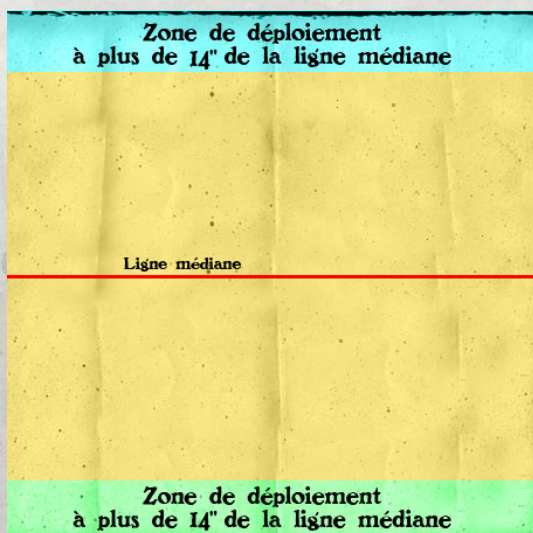 Zone de déploiement
à plus de 14" de la ligne médiane
Ligne médiane
Zone de déploiement
à plus de 14" de la ligne médiane